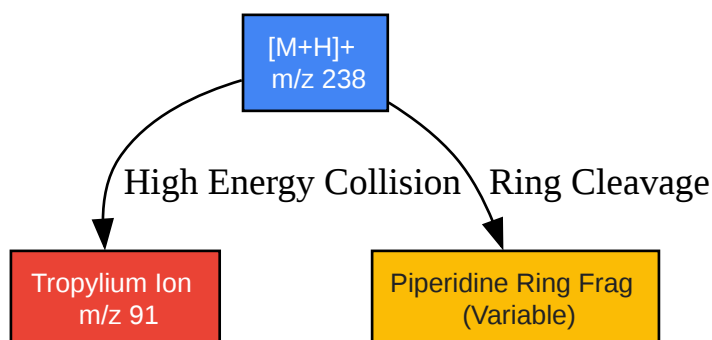 [M+H]+
m/z 238
High Energy Collision
Ring Cleavage
Tropylium Ion
m/z 91
Piperidine Ring Frag
(Variable)